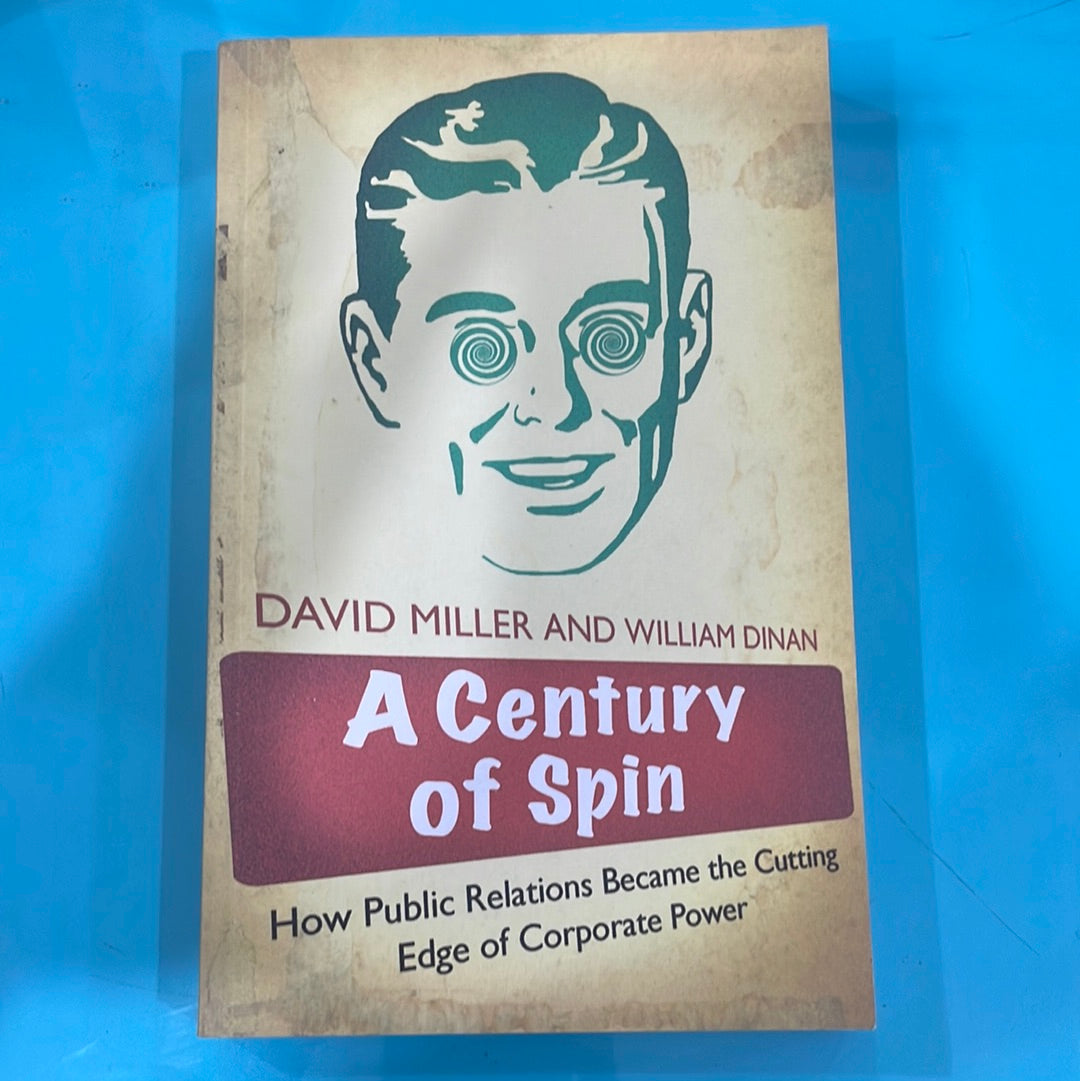 DAVID MILLER AND WILLIAM DINAN
A Century
of Spin
How Public Relations Became the Cutting
Edge of Corporate Power